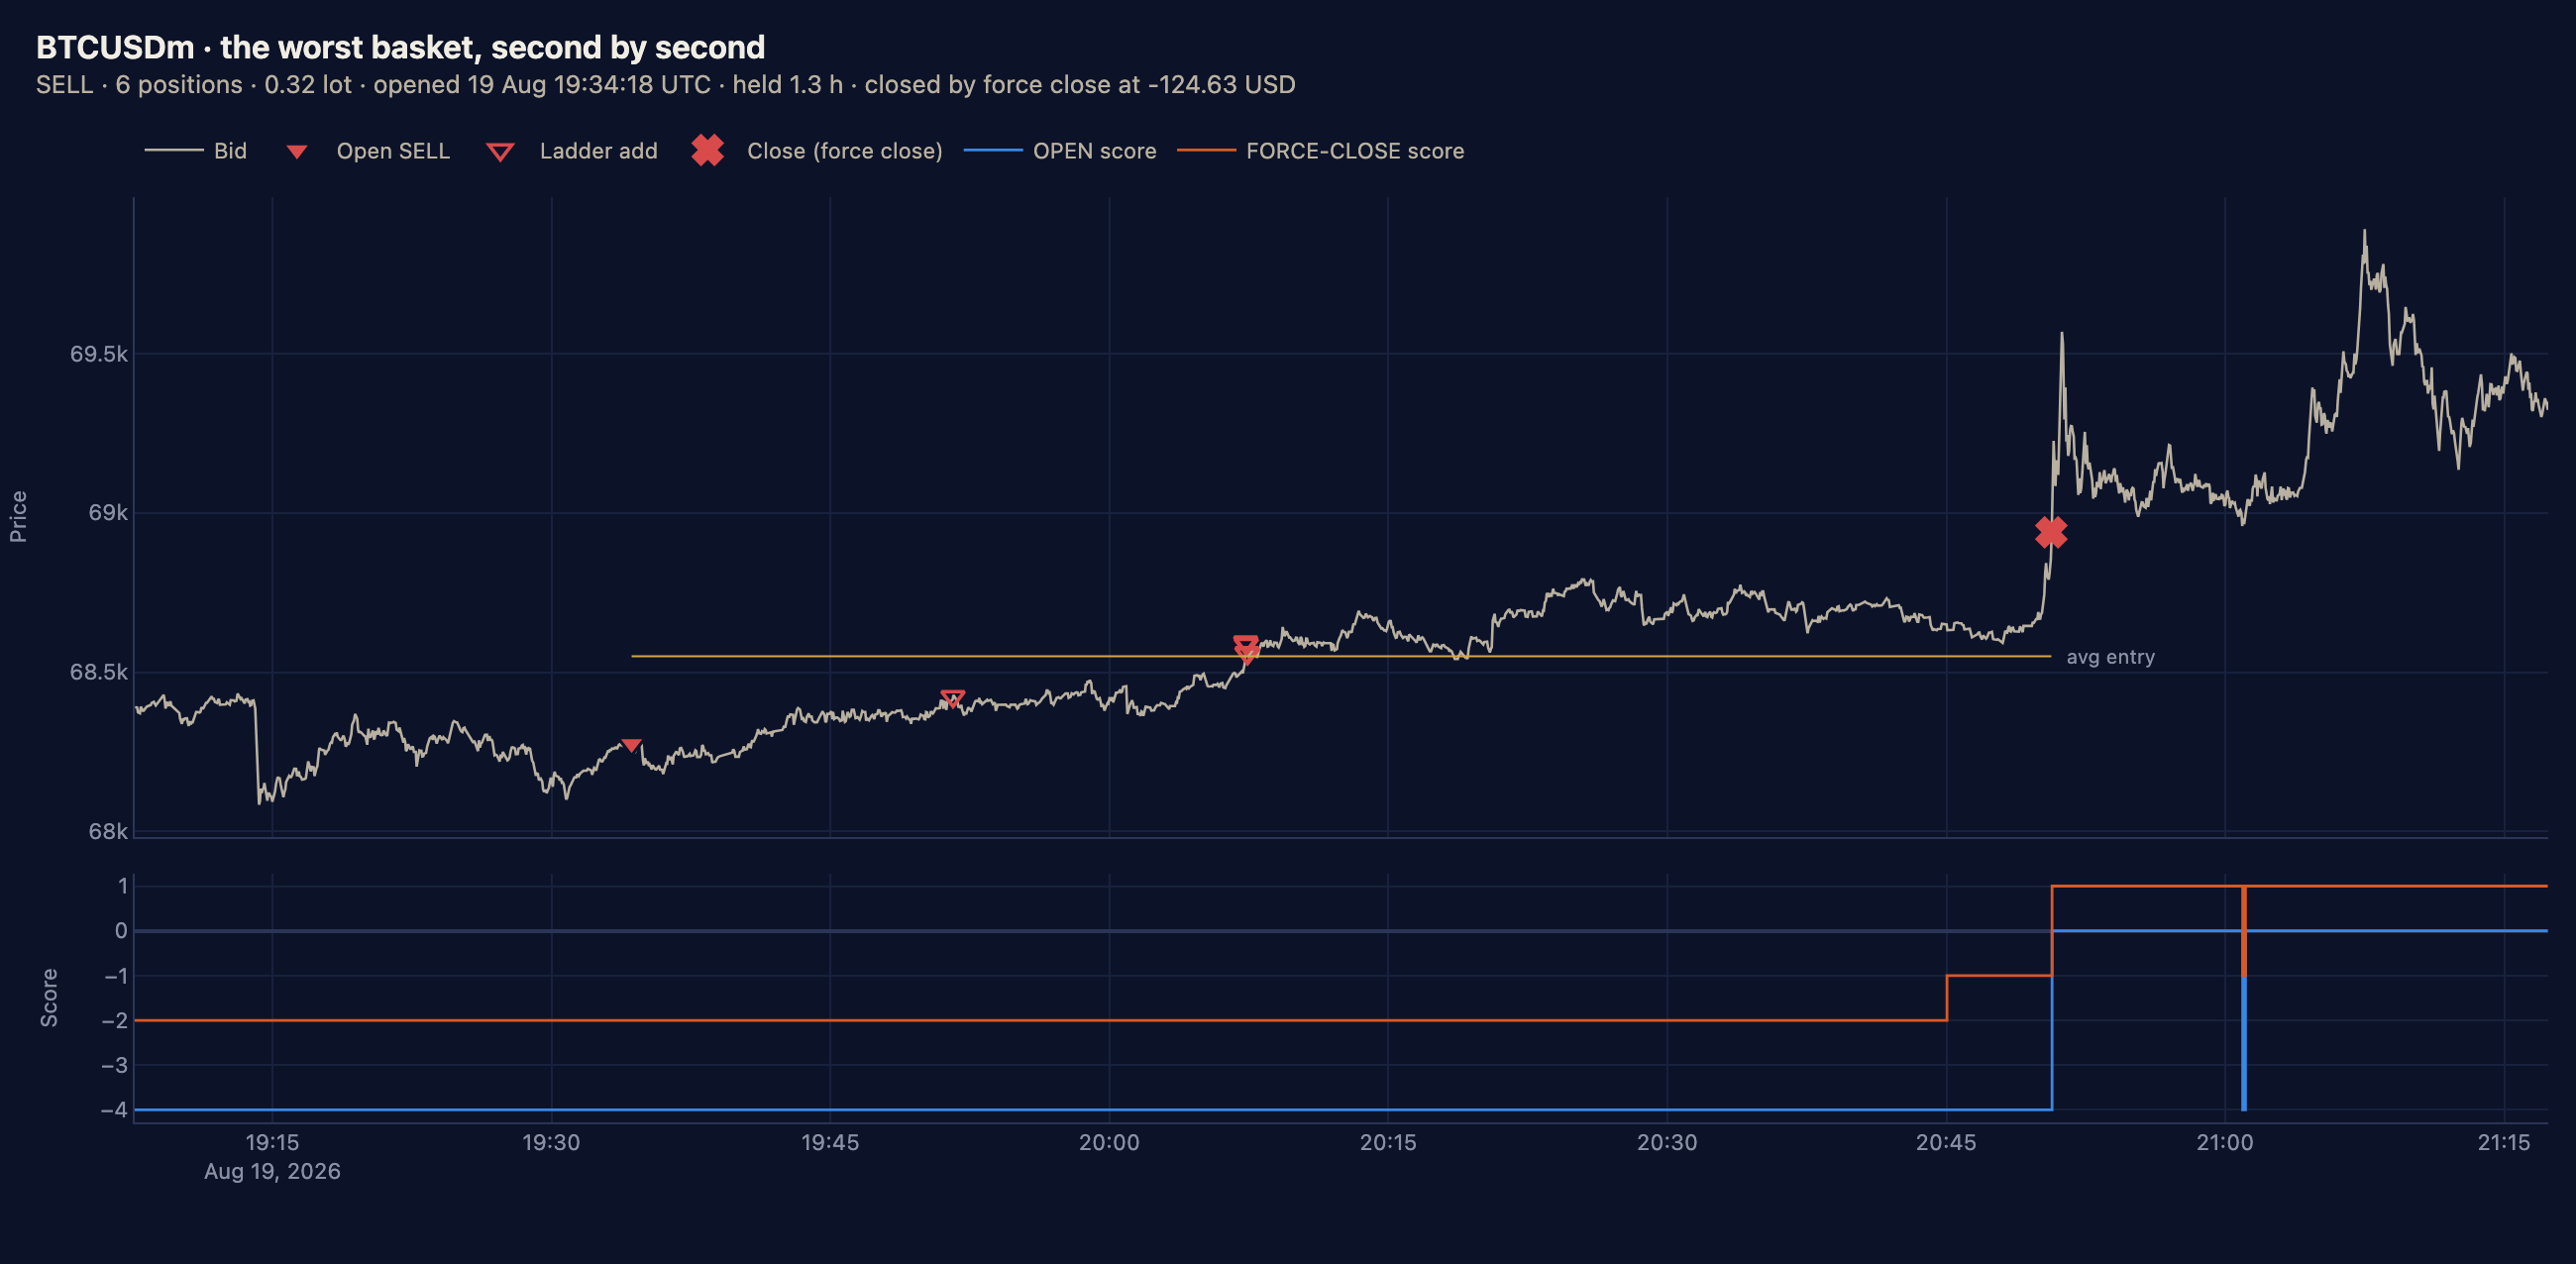 BTCUSDm · the worst basket, second by second
SELL · 6 positions · 0.32 lot · opened 19 Aug 19:34:18 UTC · held 1.3 h · closed by force close at -124.63 USD
Bid Open SELL Ladder add Close (force close) OPEN score FORCE-CLOSE score
Price
69.5k
69k
68.5k
68k
avg entry
Score
1
0
−1
−2
−3
−4
19:15 19:30 19:45 20:00 20:15 20:30 20:45 21:00 21:15
Aug 19, 2026